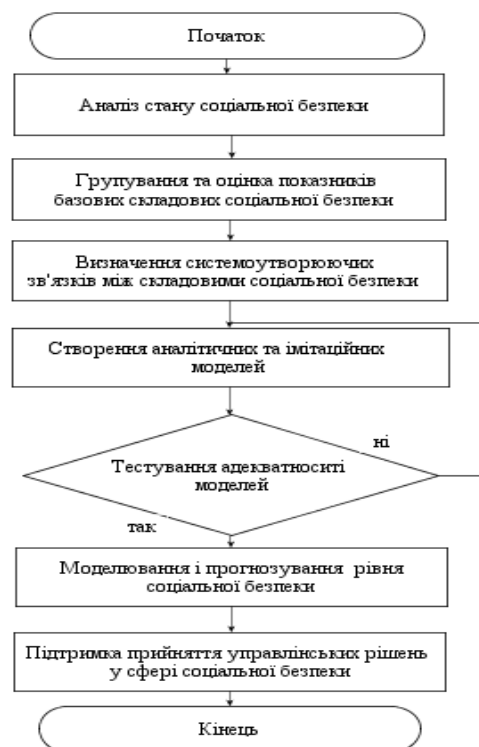 Початок
Аналіз стану соціальної безпеки
Групування та оцінка показників
базових складових соціальної безпеки
Визначення системоутворюючих
зв'язків між складовими соціальної безпеки
Створення аналітичних та імітаційних
моделей
ні
Тестування адекватноситі
моделей
так
Моделювання і прогнозування рівня
соціальної безпеки
Підтримка прийняття управлінських рішень
у сфері соціальної безпеки
Кінець